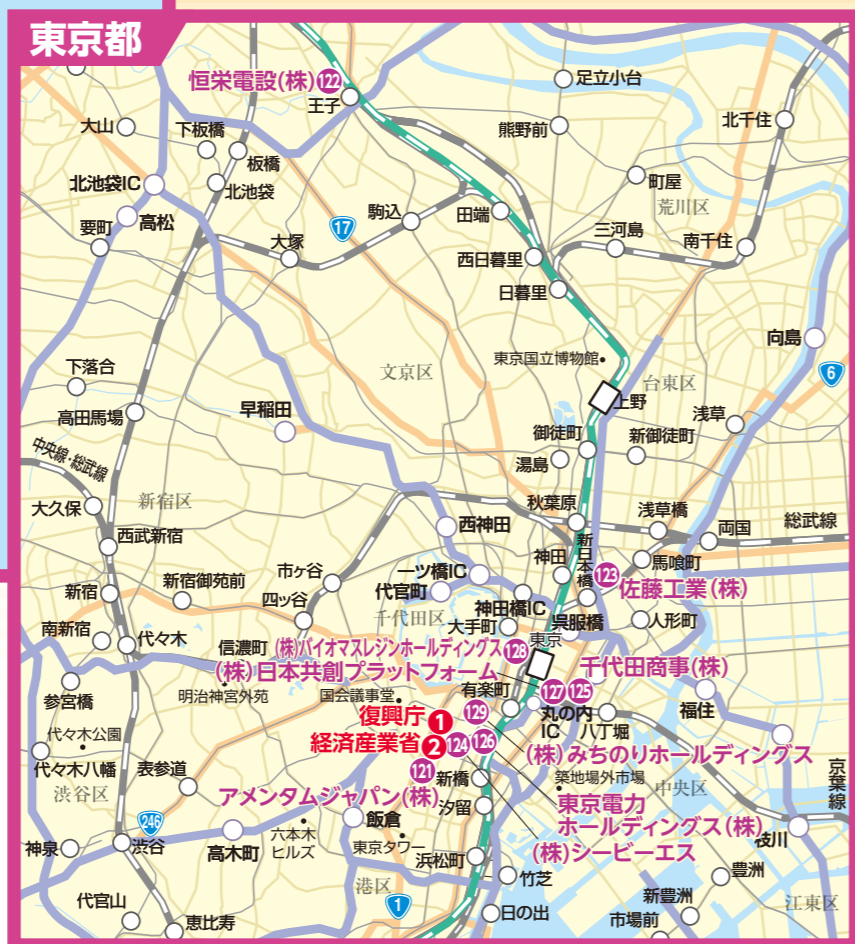 東京都
恒栄電設(株) 122
王子
足立小台
大山
下板橋
板橋
熊野前
北千住
北池袋IC
北池袋
町屋
荒川区
高松
要町
17
駒込
田端
三河島
南千住
大塚
西日暮里
日暮里
向島
下落合
文京区
東京国立博物館
台東区
6
高田馬場
早稲田
上野
浅草
御徒町
新御徒町
湯島
中央線・総武線
大久保
新宿区
西神田
秋葉原
浅草橋
両国
総武線
西武新宿
新日本橋
馬喰町
新宿
新宿御苑前
市ヶ谷
一ツ橋IC
神田
123
佐藤工業(株)
代官町
四ッ谷
千代田区
神田橋IC
大手町
呉服橋
人形町
南新宿
代々木
信濃町
(株)バイオマスレジンホールディングス 128
東京
(株)日本共創プラットフォーム
千代田商事(株)
参宮橋
明治神宮外苑
国会議事堂
有楽町
127 125
復興庁 1
129
丸の内
IC
八丁堀
福住
代々木公園
経済産業省 2
124 126
(株)みちのりホールディングス
代々木八幡
表参道
121
新橋
築地場外市場
中央区
京葉線
渋谷区
アメンタムジャパン(株)
汐留
東京電力
ホールディングス(株)
246
飯倉
(株)シービーエス
枝川
神泉
渋谷
高木町
六本木
ヒルズ
東京タワー
浜松町
竹芝
豊洲
代官山
港区
1
新豊洲
江東区
恵比寿
日の出
市場前